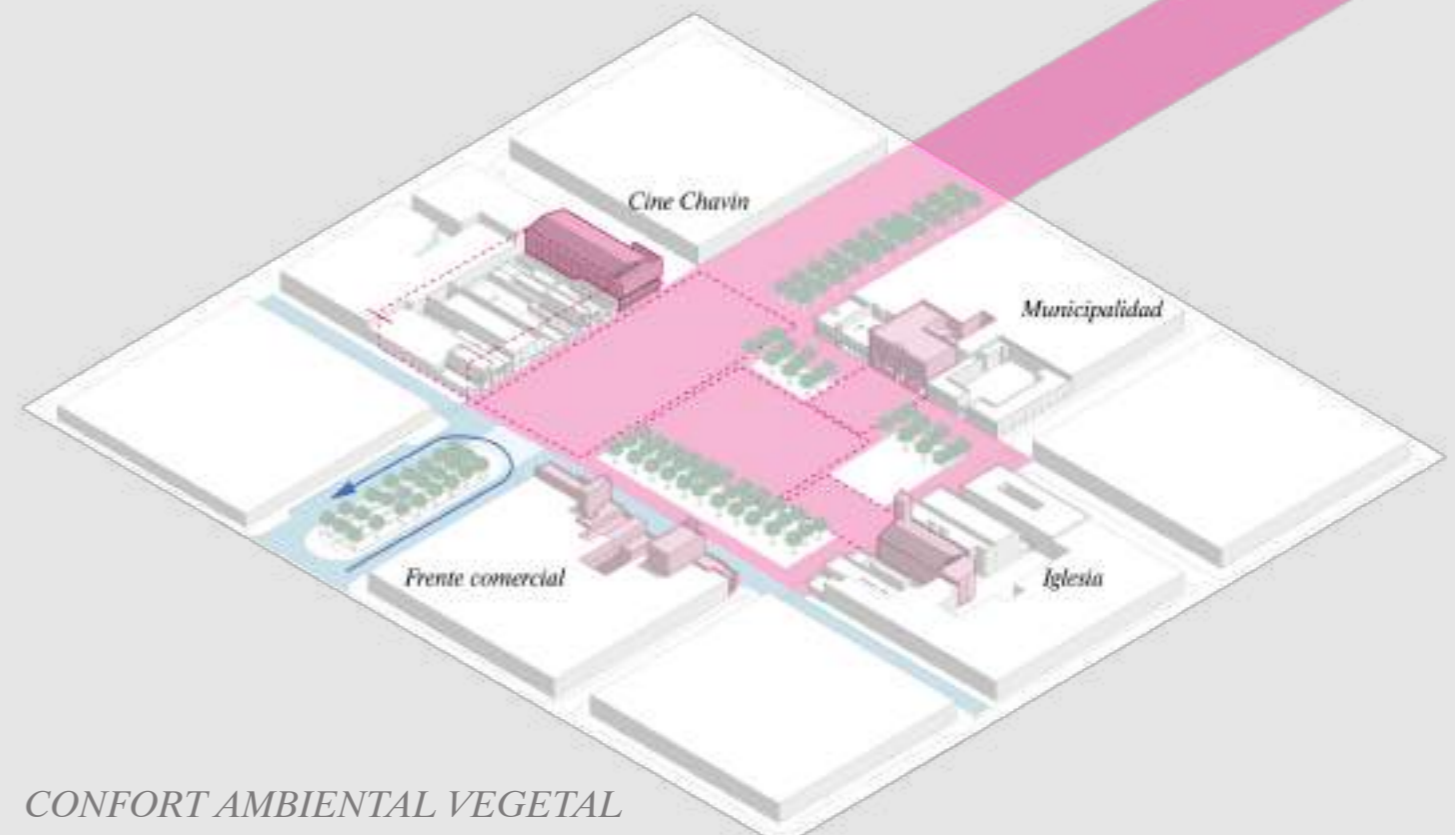 Cine Chavin
Municipalidad
Frente comercial
Iglesia
CONFORT AMBIENTAL VEGETAL